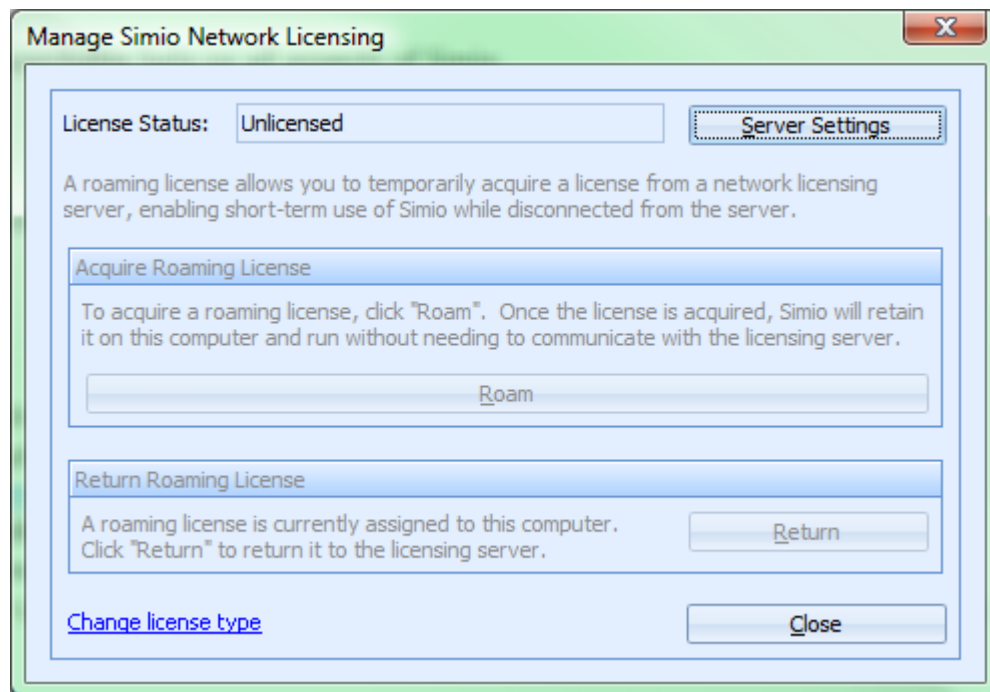 Manage Simio Network Licensing
License Status: Unlicensed Server Settings
A roaming license allows you to temporarily acquire a license from a network licensing
server, enabling short-term use of Simio while disconnected from the server.
Acquire Roaming License
To acquire a roaming license, click "Roam". Once the license is acquired, Simio will retain
it on this computer and run without needing to communicate with the licensing server.
Roam
Return Roaming License
A roaming license is currently assigned to this computer.
Click "Return" to return it to the licensing server.
Return
Change license type
Close